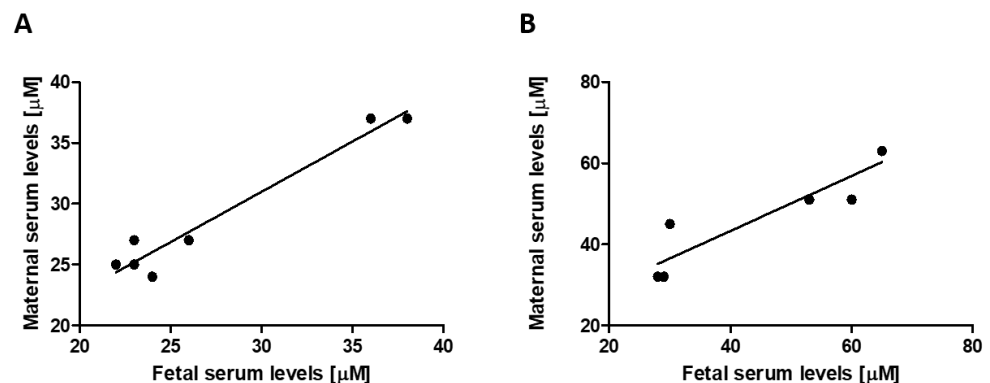 A
Maternal serum levels [μM]
40
35
30
25
20
20 25 30 35 40
Fetal serum levels [μM]
B
Maternal serum levels [μM]
80
60
40
20
20 40 60 80
Fetal serum levels [μM]